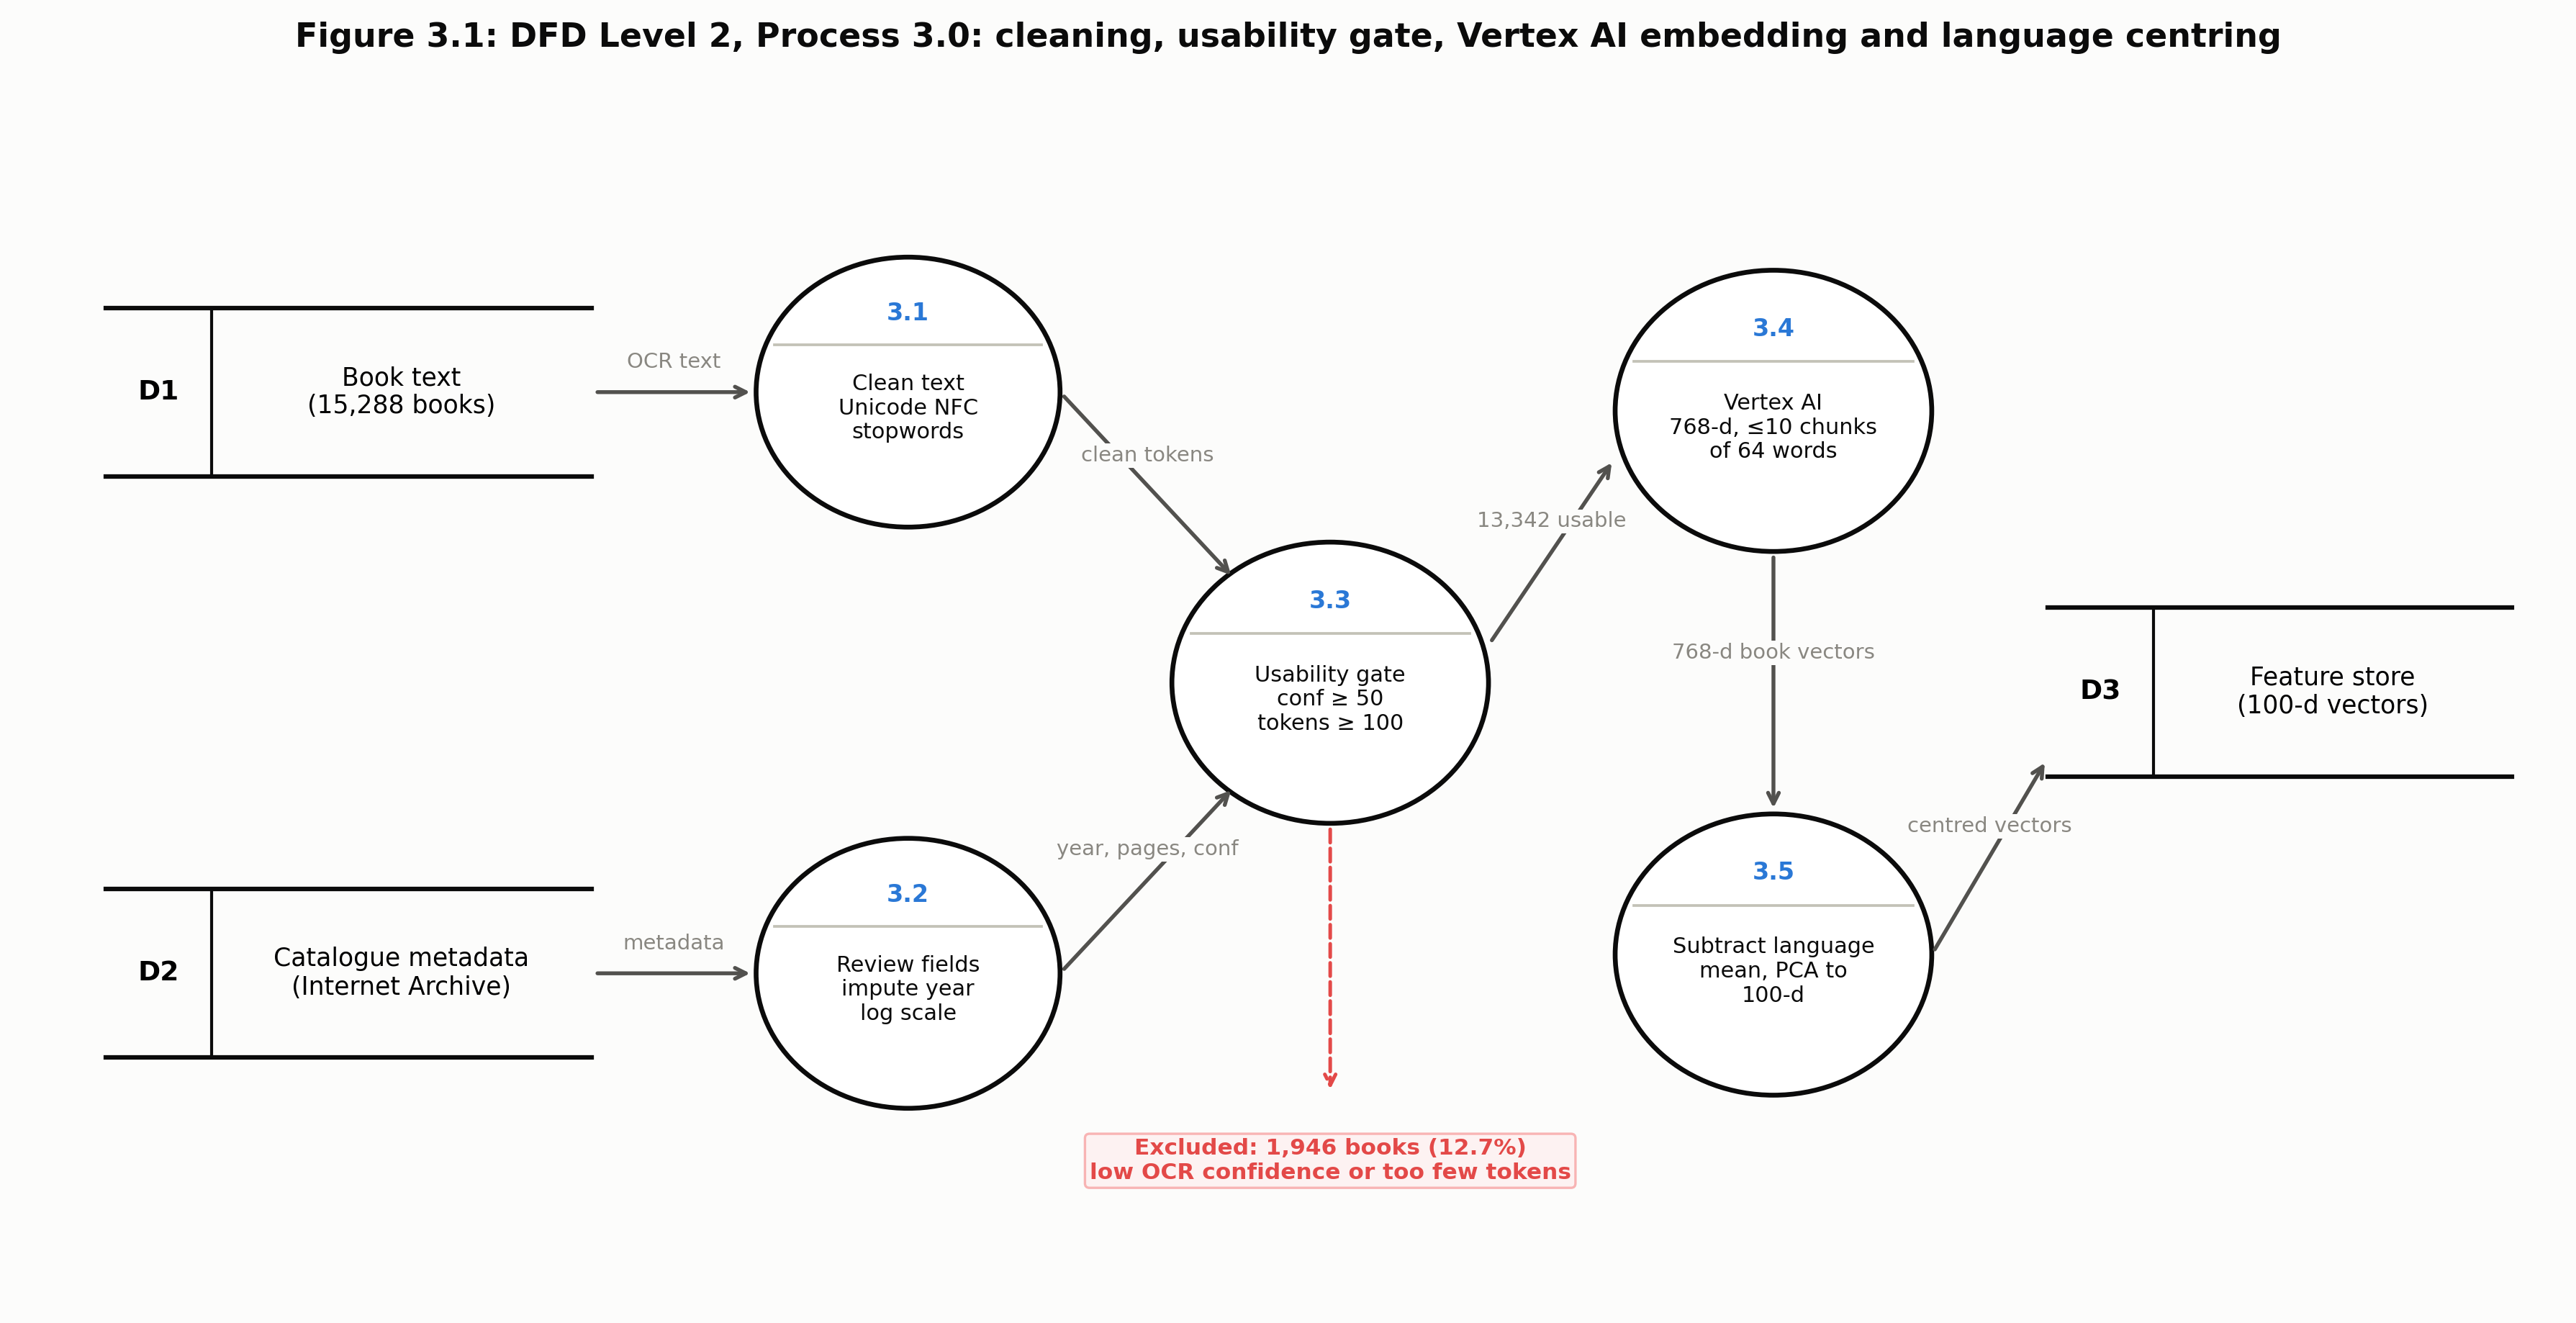 Figure 3.1: DFD Level 2, Process 3.0: cleaning, usability gate, Vertex AI embedding and language centring
D1
Book text
(15,288 books)
OCR text
3.1
Clean text
Unicode NFC
stopwords
clean tokens
D2
Catalogue metadata
(Internet Archive)
metadata
3.2
Review fields
impute year
log scale
year, pages, conf
3.3
Usability gate
conf ≥ 50
tokens ≥ 100
Excluded: 1,946 books (12.7%)
low OCR confidence or too few tokens
13,342 usable
3.4
Vertex AI
768-d, ≤10 chunks
of 64 words
768-d book vectors
3.5
Subtract language
mean, PCA to
100-d
centred vectors
D3
Feature store
(100-d vectors)